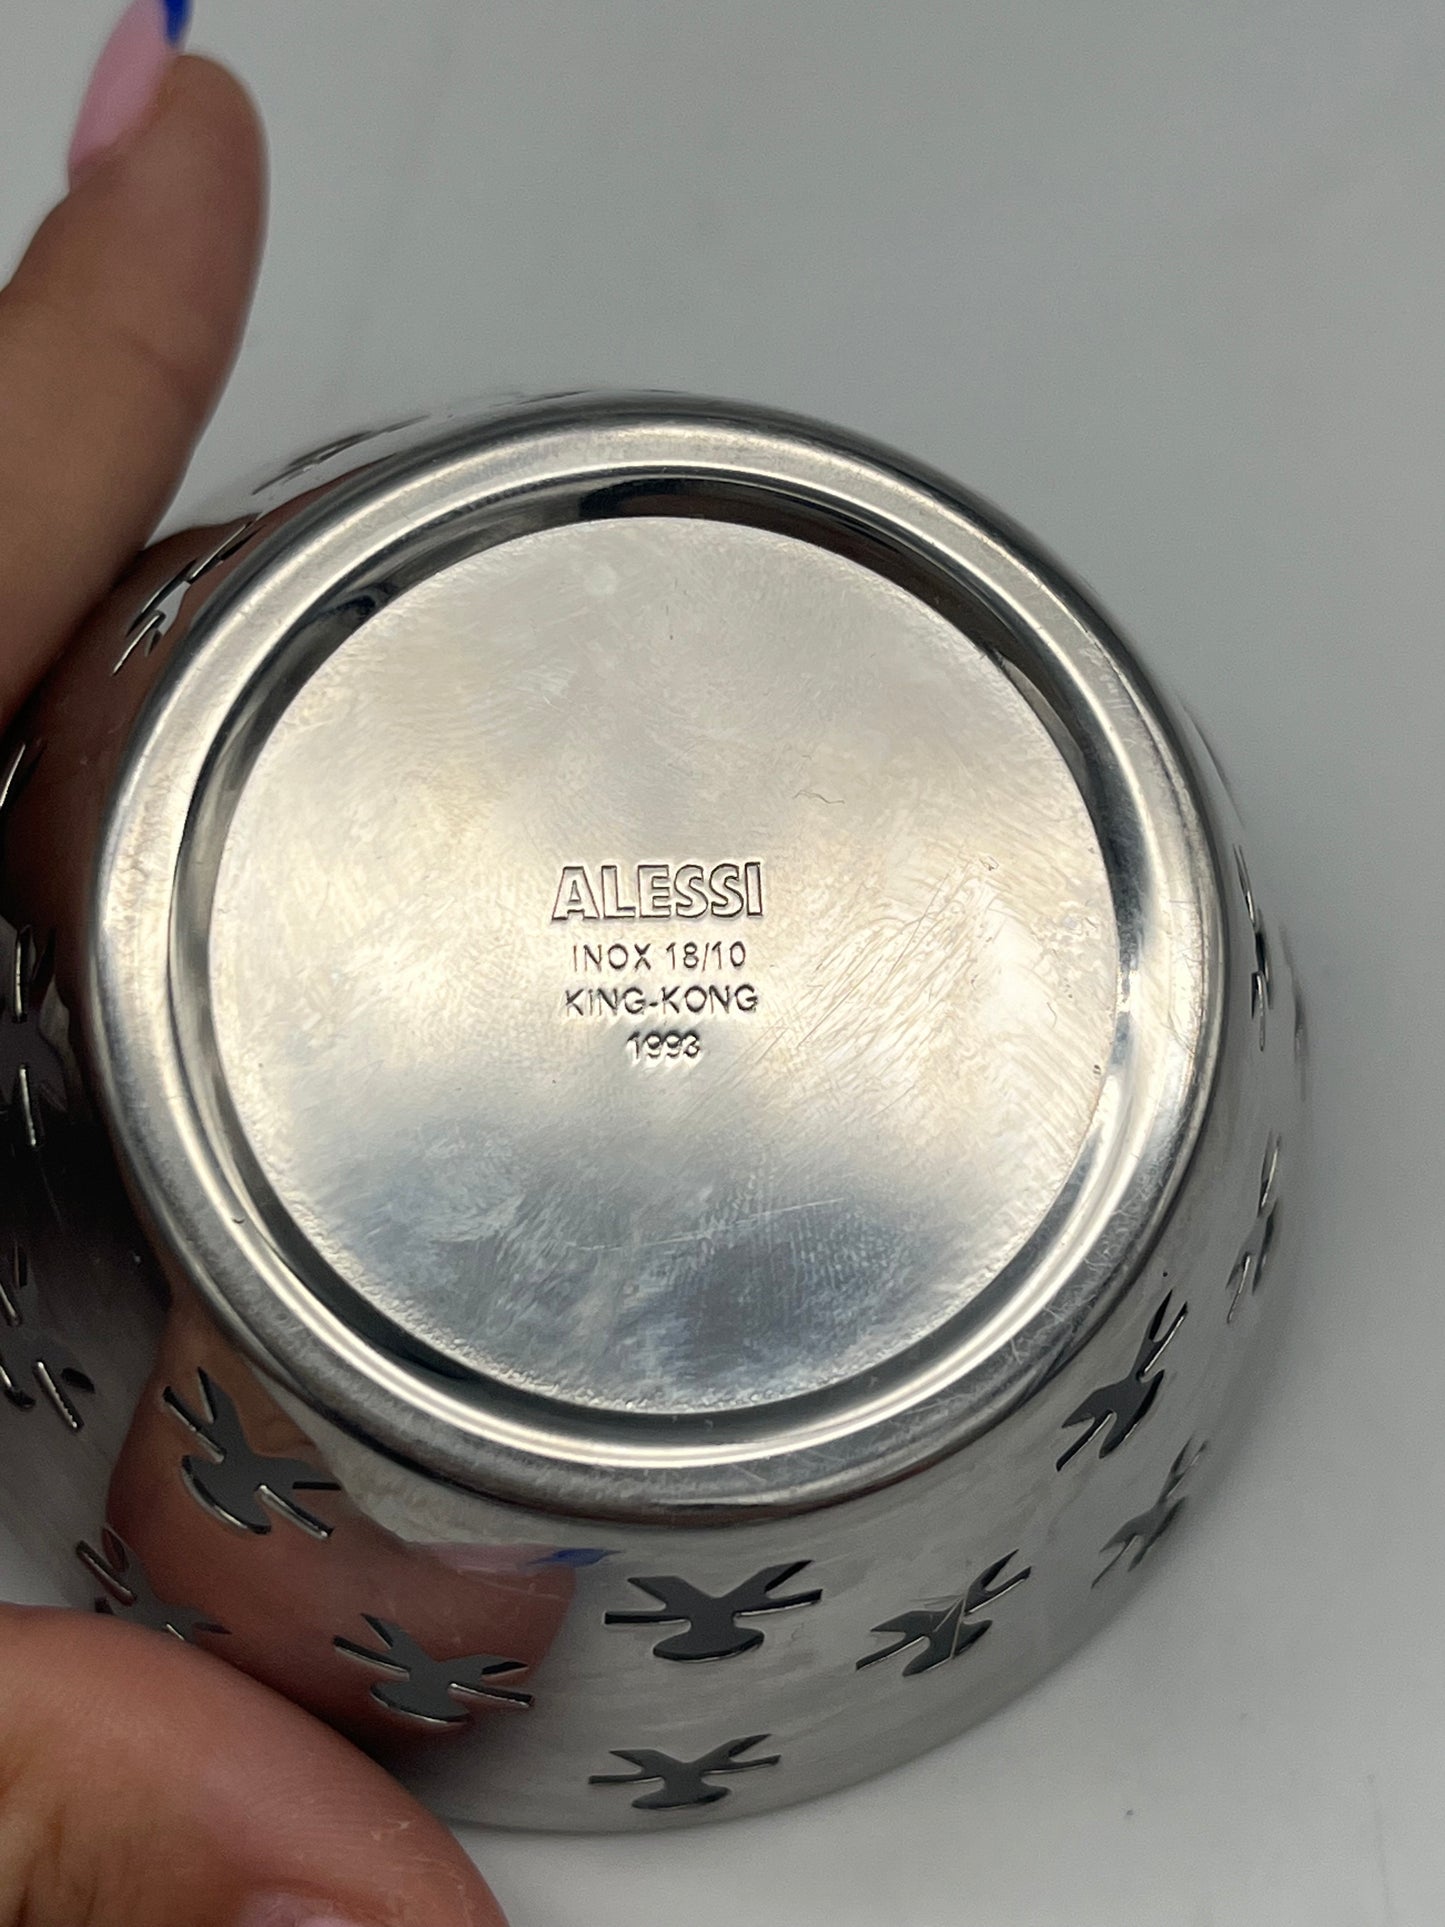 ALESSI
INOX 18/10
KING-KONG
1993